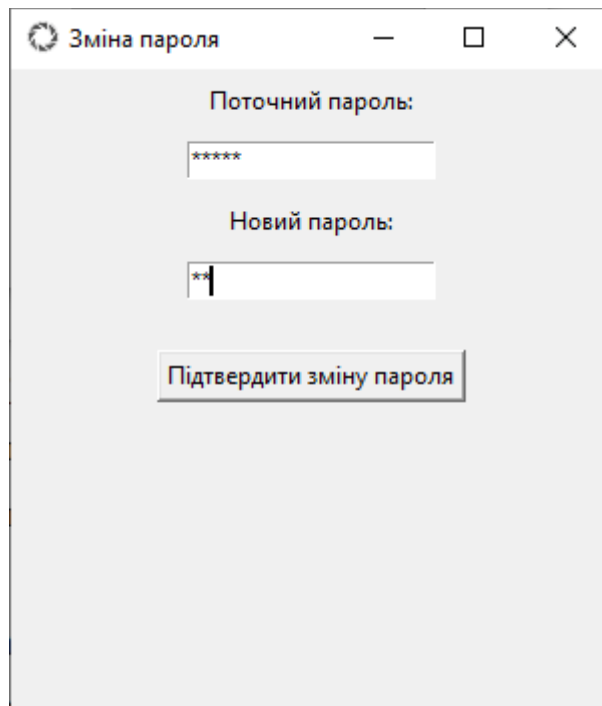 Зміна пароля
Поточний пароль:
*****
Новий пароль:
**
Підтвердити зміну пароля